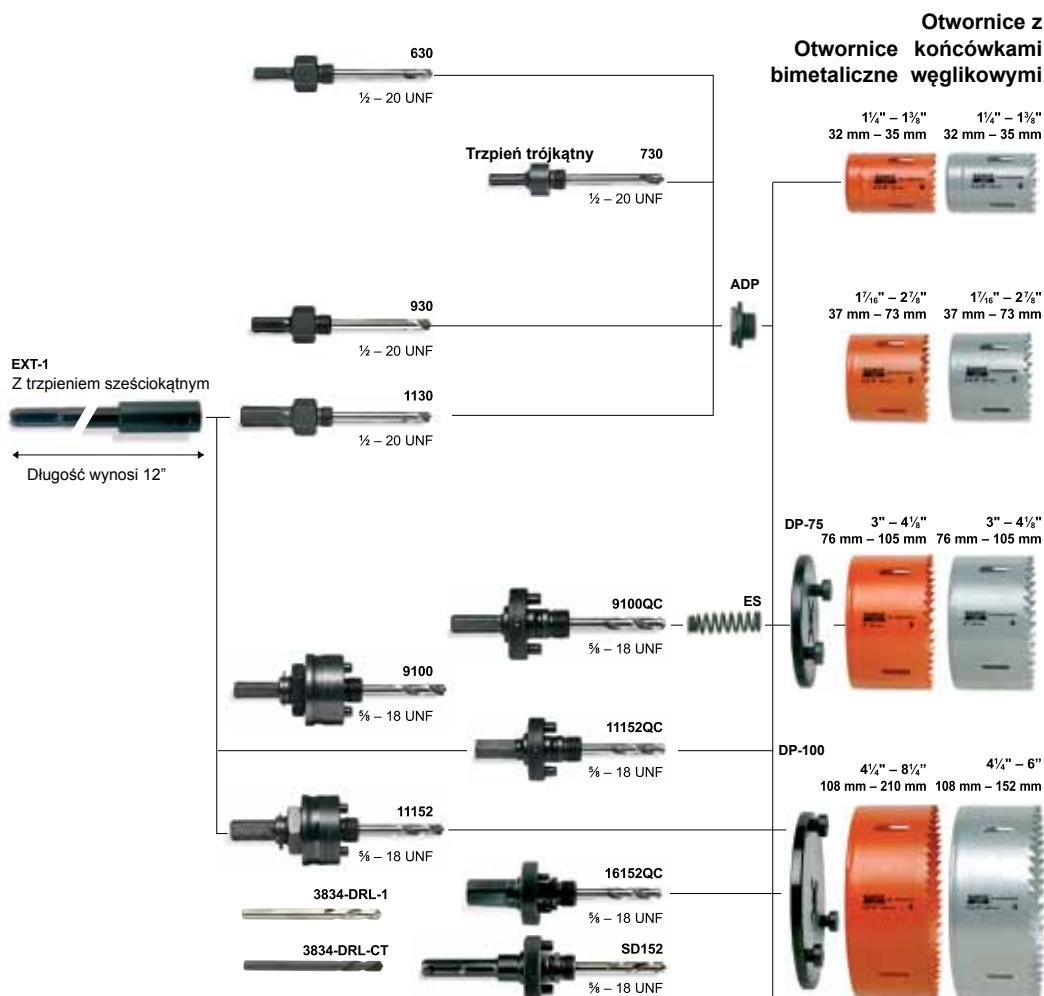 Otwornice bimetaliczne
Otwornice z końcówkami węglikowymi
630
½ – 20 UNF
Trzpień trójkątny
730
½ – 20 UNF
1¼" – 1⅜"
32 mm – 35 mm
1¼" – 1⅜"
32 mm – 35 mm
ADP
930
½ – 20 UNF
1⁷⁄₁₆" – 2⅞"
37 mm – 73 mm
1⁷⁄₁₆" – 2⅞"
37 mm – 73 mm
EXT-1
Z trzpieniem sześciokątnym
Długość wynosi 12”
1130
½ – 20 UNF
DP-75
3" – 4⅛"
76 mm – 105 mm
3" – 4⅛"
76 mm – 105 mm
9100QC
⅝ – 18 UNF
ES
9100
⅝ – 18 UNF
11152QC
⅝ – 18 UNF
DP-100
4¼" – 8¼”
108 mm – 210 mm
4¼" – 6”
108 mm – 152 mm
11152
⅝ – 18 UNF
16152QC
⅝ – 18 UNF
3834-DRL-1
3834-DRL-CT
SD152
⅝ – 18 UNF